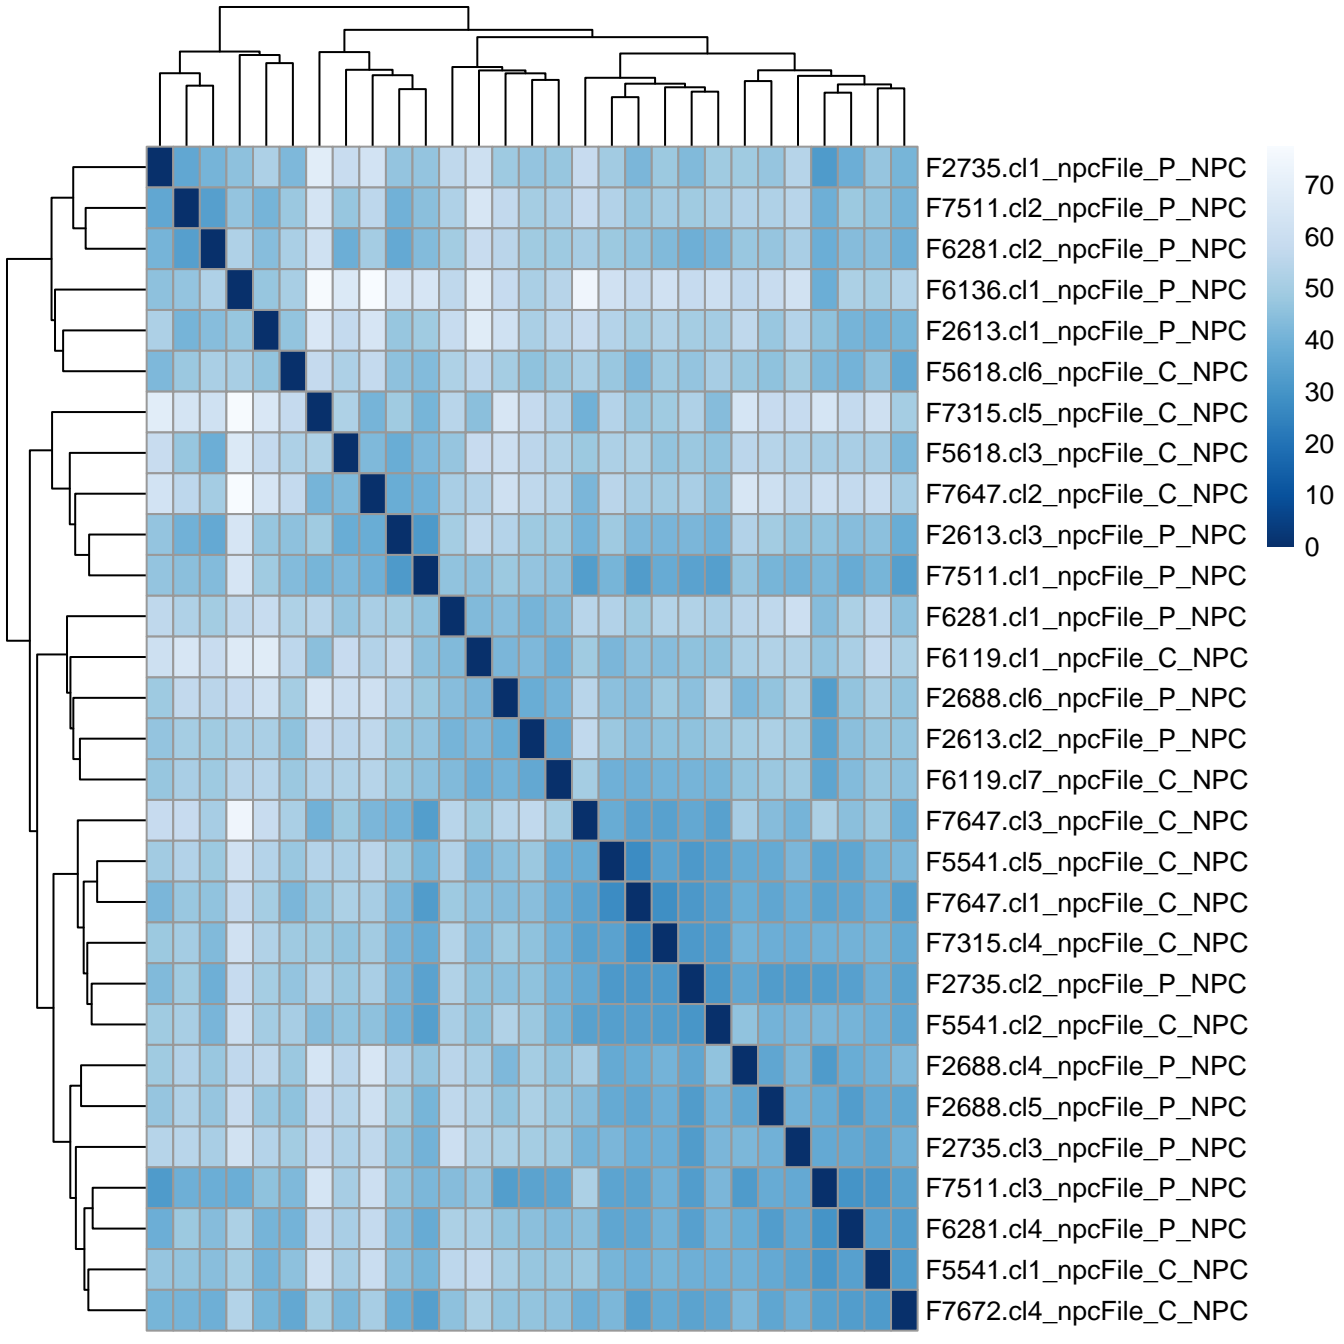 F2735.cl1_npcFile_P_NPC
F7511.cl2_npcFile_P_NPC
F6281.cl2_npcFile_P_NPC
F6136.cl1_npcFile_P_NPC
F2613.cl1_npcFile_P_NPC
F5618.cl6_npcFile_C_NPC
F7315.cl5_npcFile_C_NPC
F5618.cl3_npcFile_C_NPC
F7647.cl2_npcFile_C_NPC
F2613.cl3_npcFile_P_NPC
F7511.cl1_npcFile_P_NPC
F6281.cl1_npcFile_P_NPC
F6119.cl1_npcFile_C_NPC
F2688.cl6_npcFile_P_NPC
F2613.cl2_npcFile_P_NPC
F6119.cl7_npcFile_C_NPC
F7647.cl3_npcFile_C_NPC
F5541.cl5_npcFile_C_NPC
F7647.cl1_npcFile_C_NPC
F7315.cl4_npcFile_C_NPC
F2735.cl2_npcFile_P_NPC
F5541.cl2_npcFile_C_NPC
F2688.cl4_npcFile_P_NPC
F2688.cl5_npcFile_P_NPC
F2735.cl3_npcFile_P_NPC
F7511.cl3_npcFile_P_NPC
F6281.cl4_npcFile_P_NPC
F5541.cl1_npcFile_C_NPC
F7672.cl4_npcFile_C_NPC
70
60
50
40
30
20
10
0